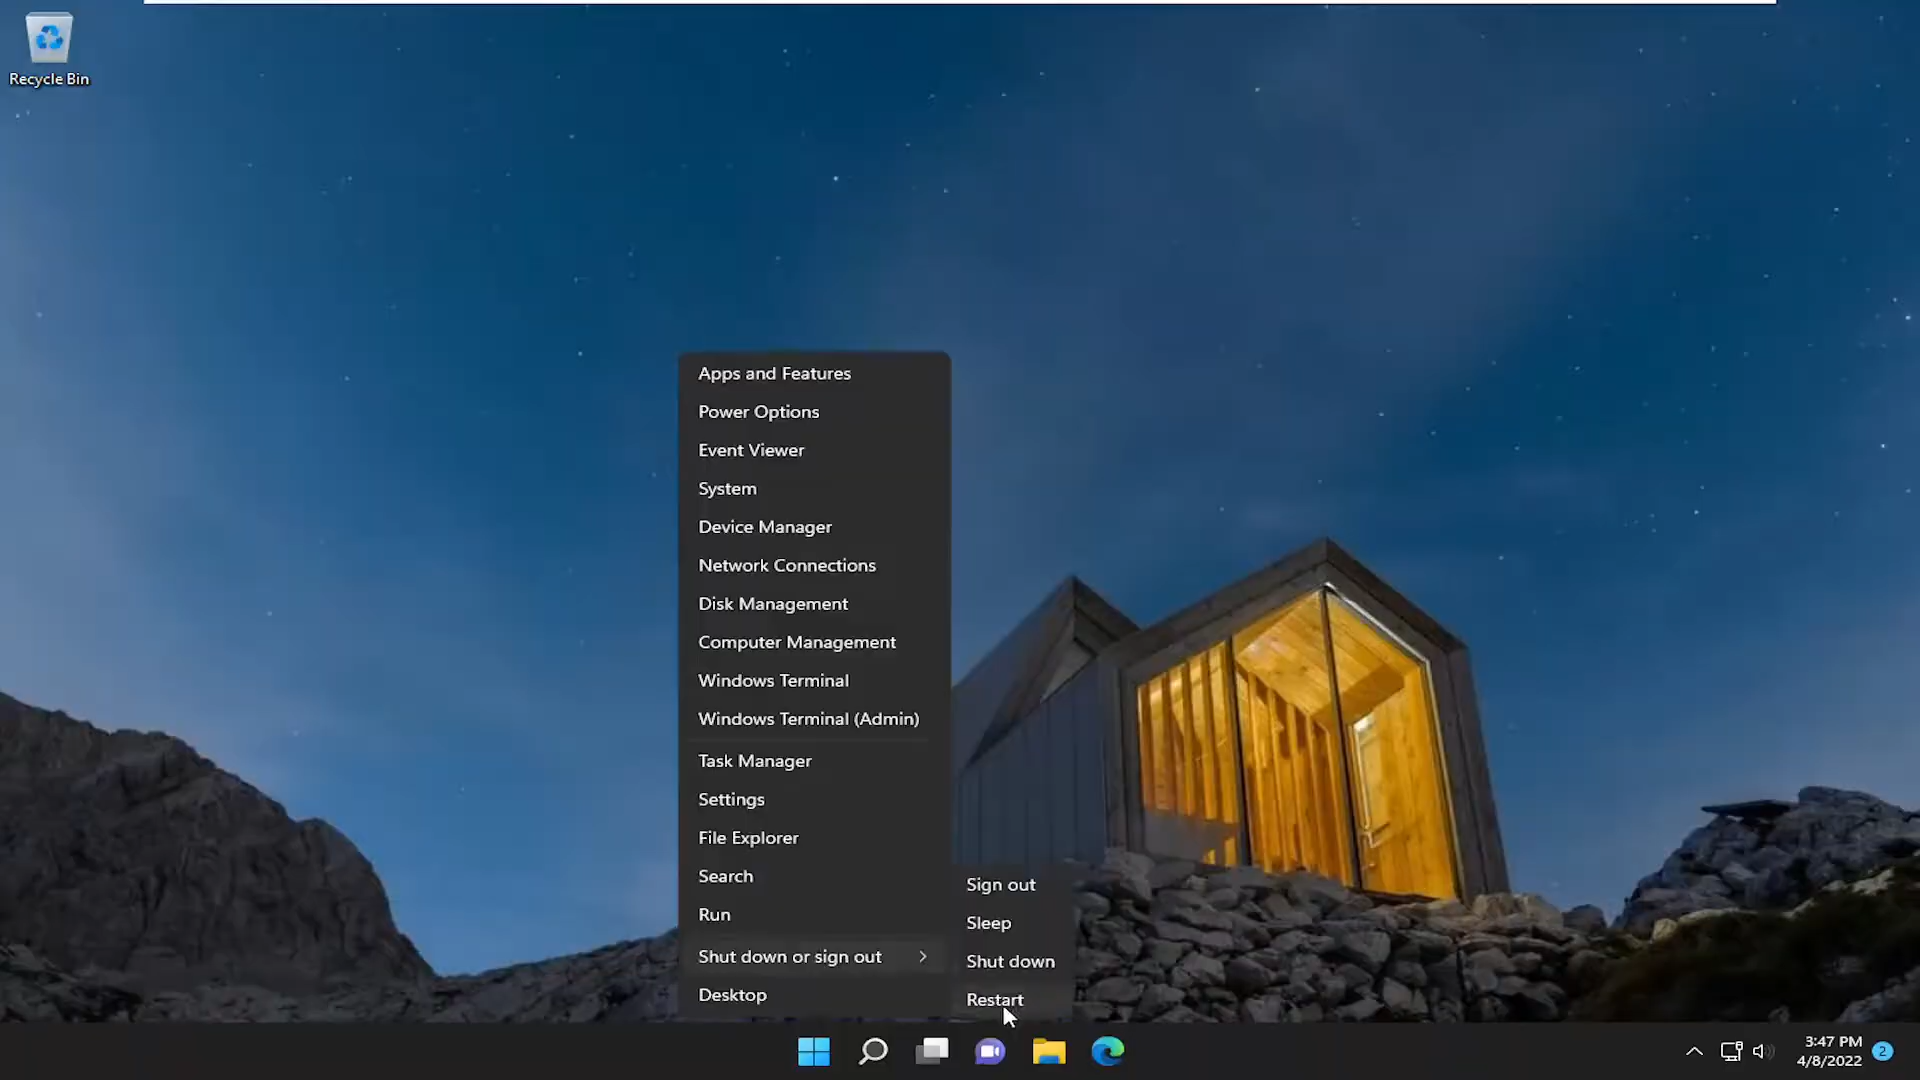 Recycle Bin
Apps and Features
Power Options
Event Viewer
System
Device Manager
Network Connections
Disk Management
Computer Management
Windows Terminal
Windows Terminal (Admin)
Task Manager
Settings
File Explorer
Search
Run
Shut down or sign out
Desktop
Sign out
Sleep
Shut down
Restart
3:47 PM
4/8/2022
2